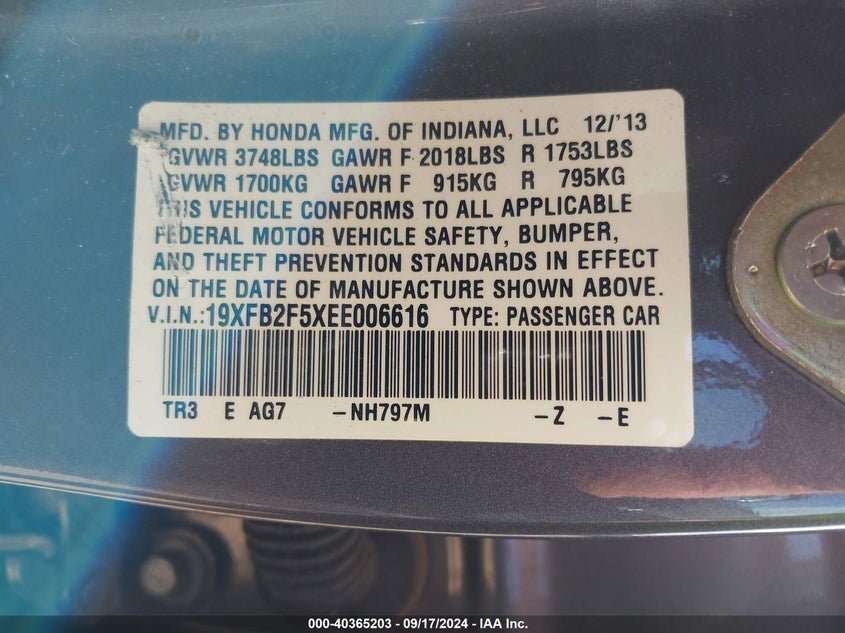 MFD. BY HONDA MFG. OF INDIANA, LLC 12/'13
GVWR 3748LBS GAWR F 2018LBS R 1753LBS
GVWR 1700KG GAWR F 915KG R 795KG
THIS VEHICLE CONFORMS TO ALL APPLICABLE
FEDERAL MOTOR VEHICLE SAFETY, BUMPER,
AND THEFT PREVENTION STANDARDS IN EFFECT
ON THE DATE OF MANUFACTURE SHOWN ABOVE.
V.I.N.:19XFB2F5XEE006616 TYPE: PASSENGER CAR
TR3 E AG7 -NH797M -Z -E
000-40365203 - 09/17/2024 - IAA Inc.